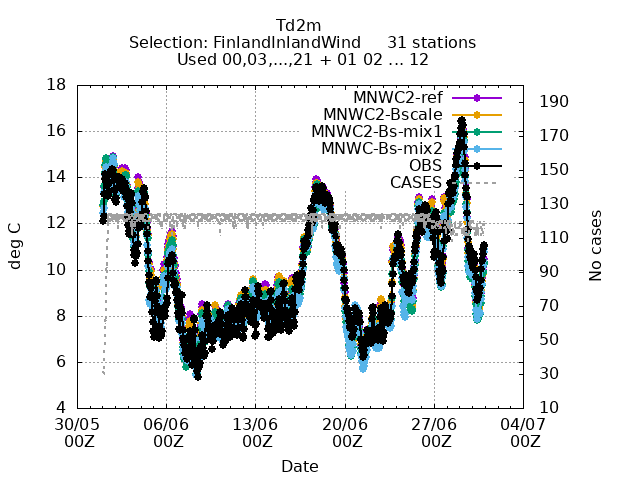 Td2m
Selection: FinlandInlandWind 31 stations
Used 00,03,...,21 + 01 02 ... 12
MNWC2-ref
MNWC2-Bscale
MNWC2-Bs-mix1
MNWC-Bs-mix2
OBS
CASES
deg C
18
16
14
12
10
8
6
4
No cases
190
170
150
130
110
90
70
50
30
10
30/05 06/06 13/06 20/06 27/06 04/07
00Z 00Z 00Z 00Z 00Z 00Z
Date